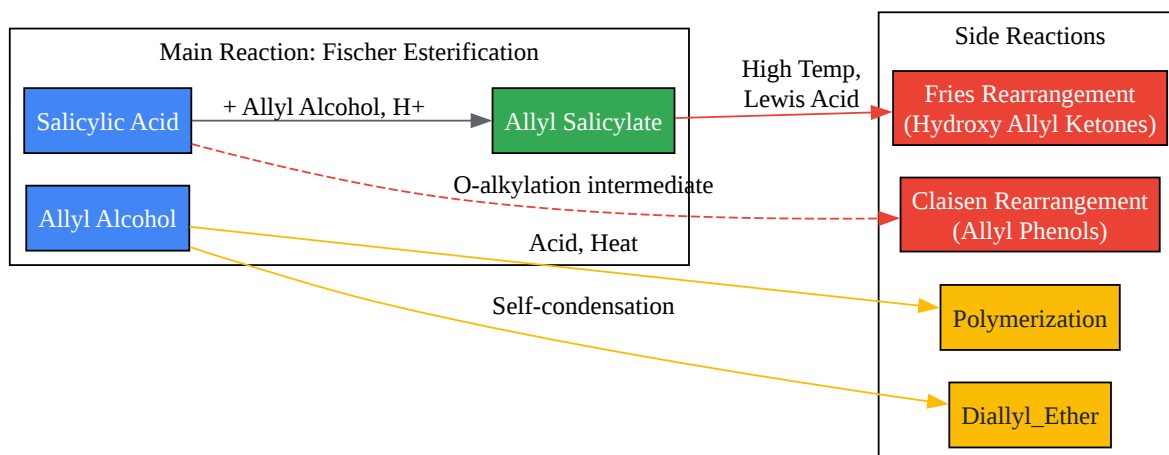 Main Reaction: Fischer Esterification
Side Reactions
Salicylic Acid
+ Allyl Alcohol, H+
Allyl Salicylate
High Temp,
Lewis Acid
Fries Rearrangement
(Hydroxy Allyl Ketones)
O-alkylation intermediate
Claisen Rearrangement
(Allyl Phenols)
Allyl Alcohol
Acid, Heat
Polymerization
Self-condensation
Diallyl_Ether